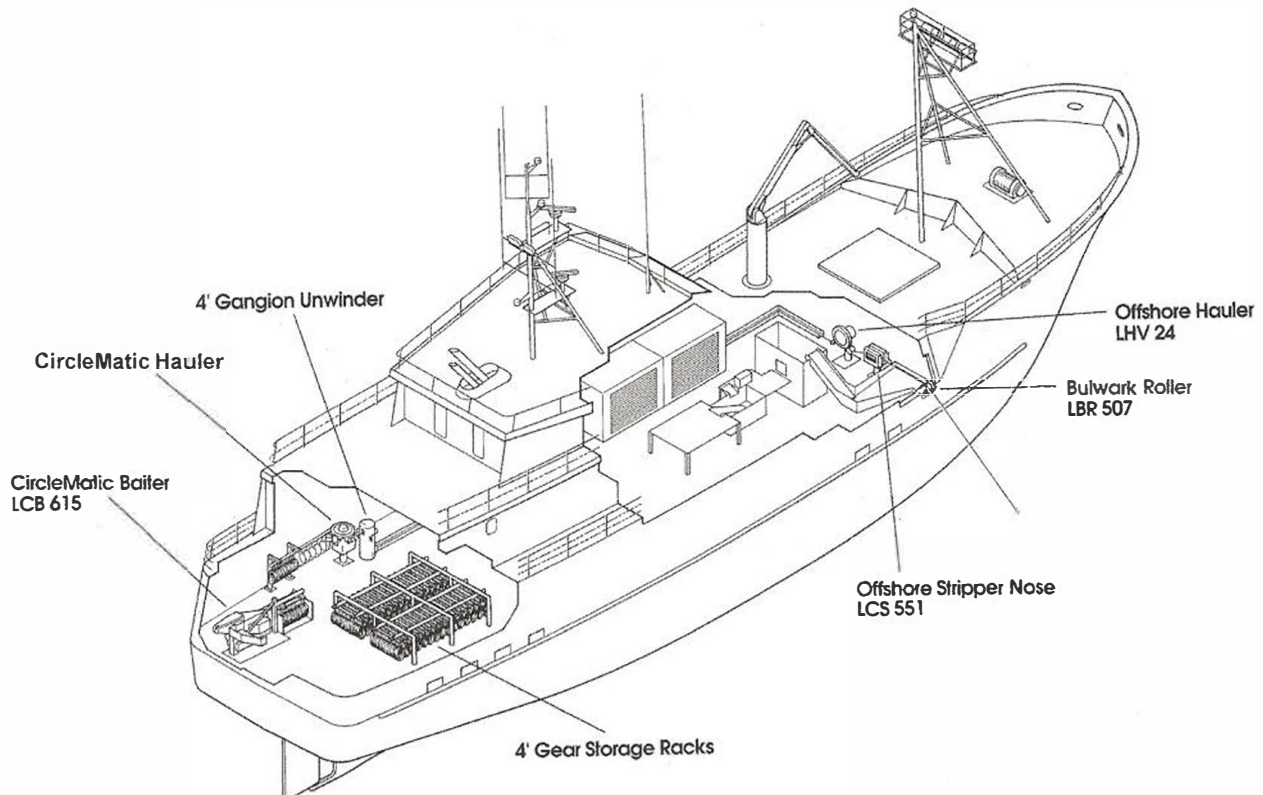 4' Gangion Unwinder
CircleMatic Hauler
CircleMatic Baiter
LCB 615
Offshore Hauler
LHV 24
Bulwark Roller
LBR 507
Offshore Stripper Nose
LCS 551
4' Gear Storage Racks